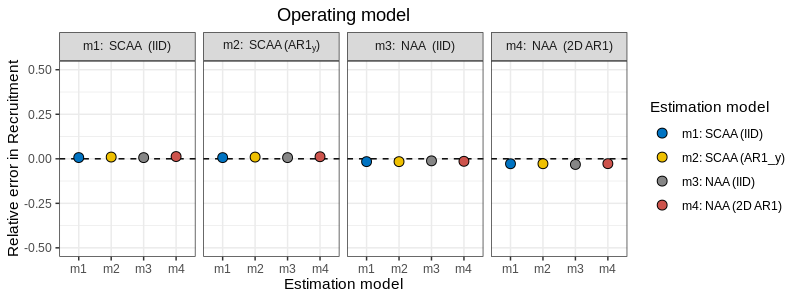 Operating model
m1: SCAA (IID)
m2: SCAA (AR1y)
m3: NAA (IID)
m4: NAA (2D AR1)
Relative error in Recruitment
0.50
0.25
0.00
-0.25
-0.50
m1 m2 m3 m4
m1 m2 m3 m4
m1 m2 m3 m4
m1 m2 m3 m4
Estimation model
Estimation model
m1: SCAA (IID)
m2: SCAA (AR1_y)
m3: NAA (IID)
m4: NAA (2D AR1)